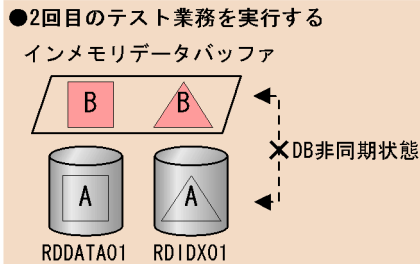 ●2回目のテスト業務を実行する
インメモリデータバッファ
B B
DB非同期状態
A A
RDDATA01 RDIDX01